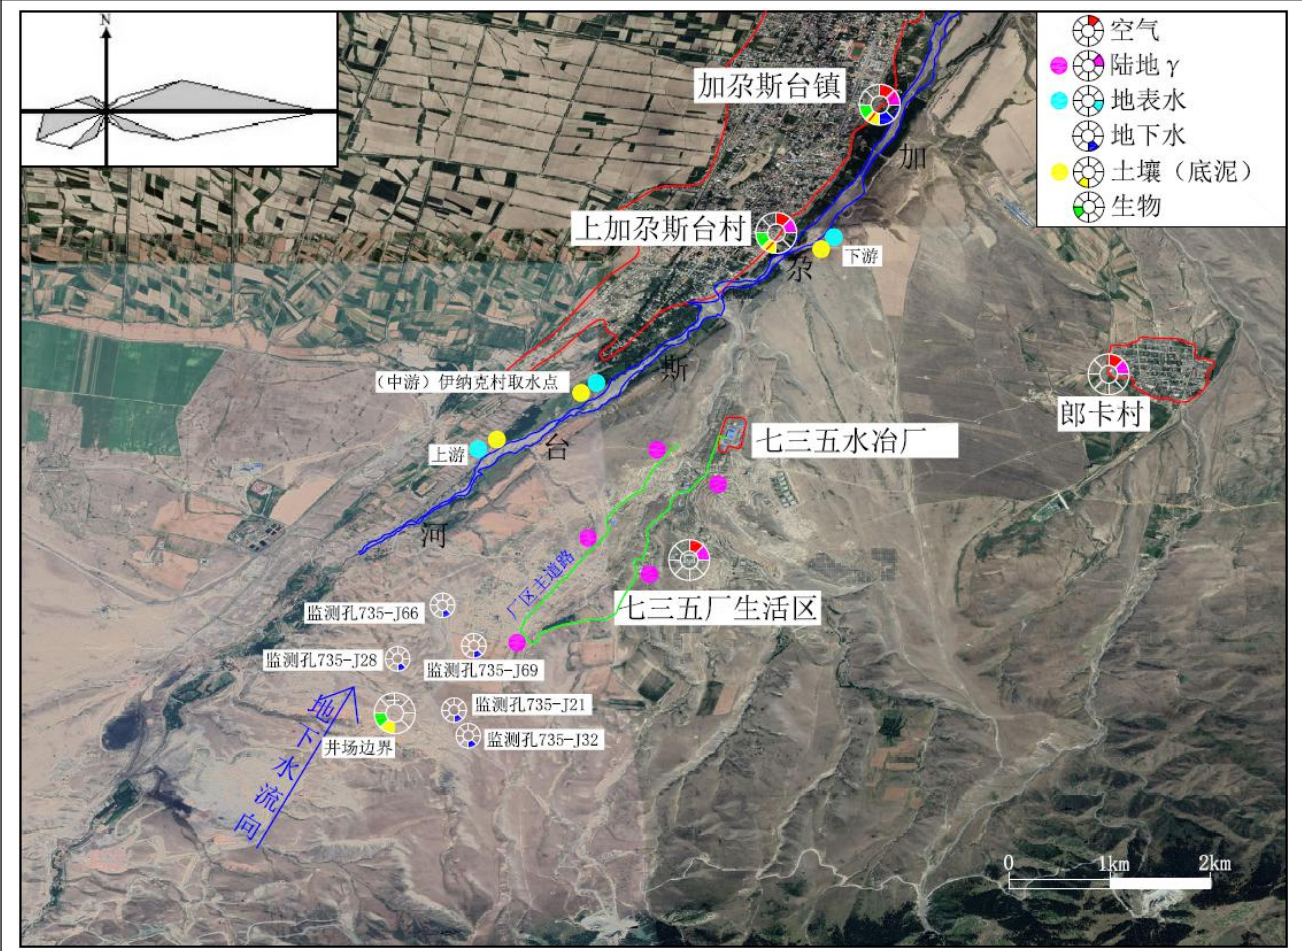 N
空气
陆地 γ
地表水
地下水
土壤（底泥）
生物
加尕斯台镇
加
上加尕斯台村
尕
下游
斯
（中游）伊纳克村取水点
郎卡村
七三五水冶厂
上游
台
河
厂区主道路
七三五厂生活区
监测孔735-J66
监测孔735-J28
监测孔735-J69
监测孔735-J21
监测孔735-J32
井场边界
地下水流向
0 1km 2km